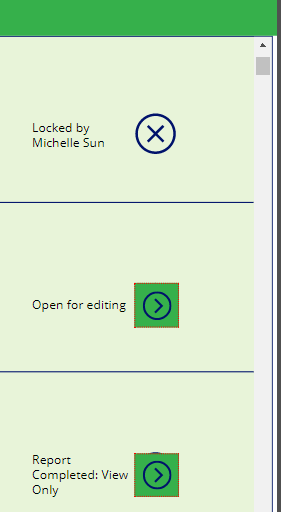 Locked by
Michelle Sun
Open for editing
Report
Completed: View
Only